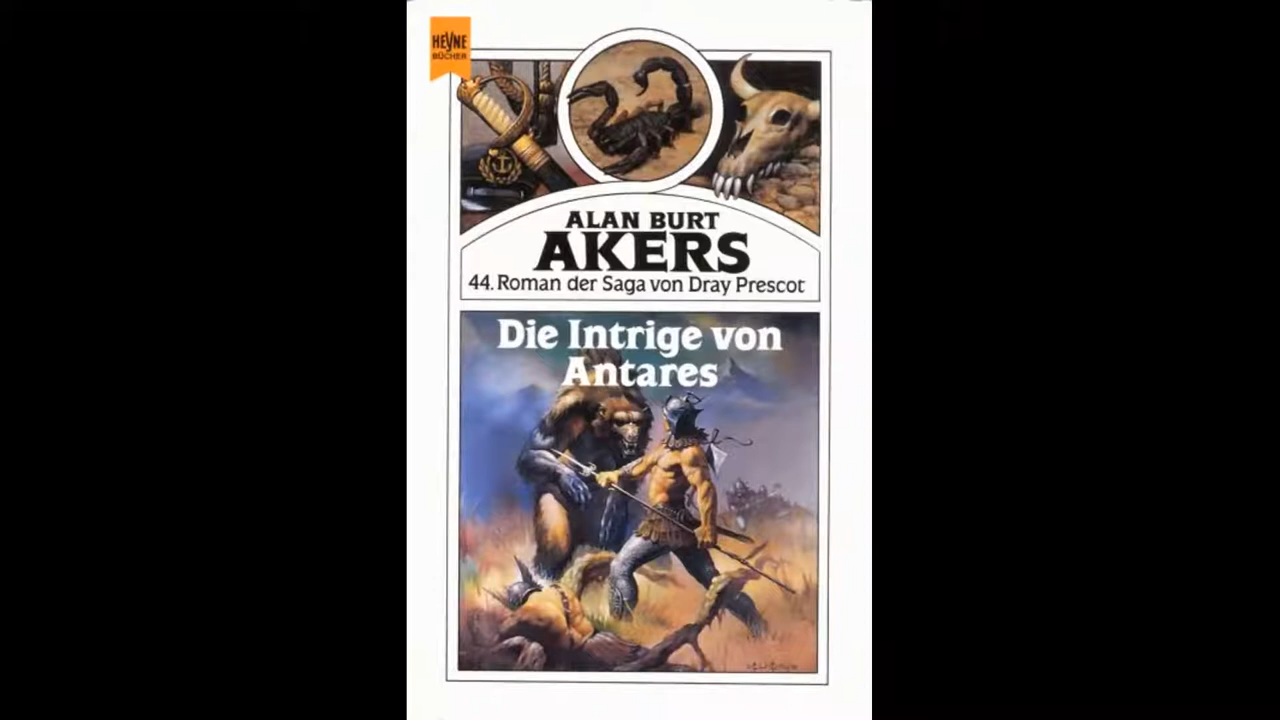 HEYNE
BÜCHER
ALAN BURT
AKERS
44. Roman der Saga von Dray Prescot
Die Intrige von
Antares